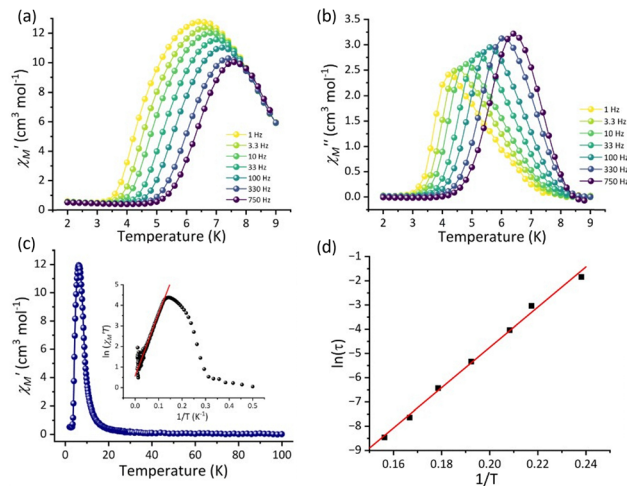 (a)
χM′ (cm³ mol⁻¹)
12
10
8
6
4
2
0
1 Hz
3.3 Hz
10 Hz
33 Hz
100 Hz
330 Hz
750 Hz
2 3 4 5 6 7 8 9
Temperature (K)
(b)
χM″ (cm³ mol⁻¹)
3.5
3.0
2.5
2.0
1.5
1.0
0.5
0.0
1 Hz
3.3 Hz
10 Hz
33 Hz
100 Hz
330 Hz
750 Hz
2 3 4 5 6 7 8 9
Temperature (K)
(c)
χM′ (cm³ mol⁻¹)
12
10
8
6
4
2
0
ln (χM′T)
5
4
3
2
1
0
0.0 0.1 0.2 0.3 0.4 0.5
1/T (K⁻¹)
0 20 40 60 80 100
Temperature (K)
(d)
ln(τ)
−1
−2
−3
−4
−5
−6
−7
−8
−9
0.16 0.18 0.20 0.22 0.24
1/T